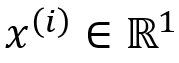 x^{(i)} ∈ ℝ^1